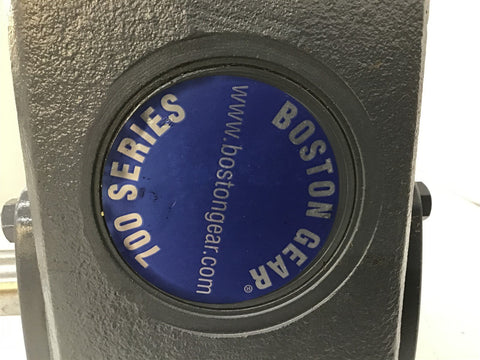 BOSTON GEAR®
www.bostongear.com
700 SERIES